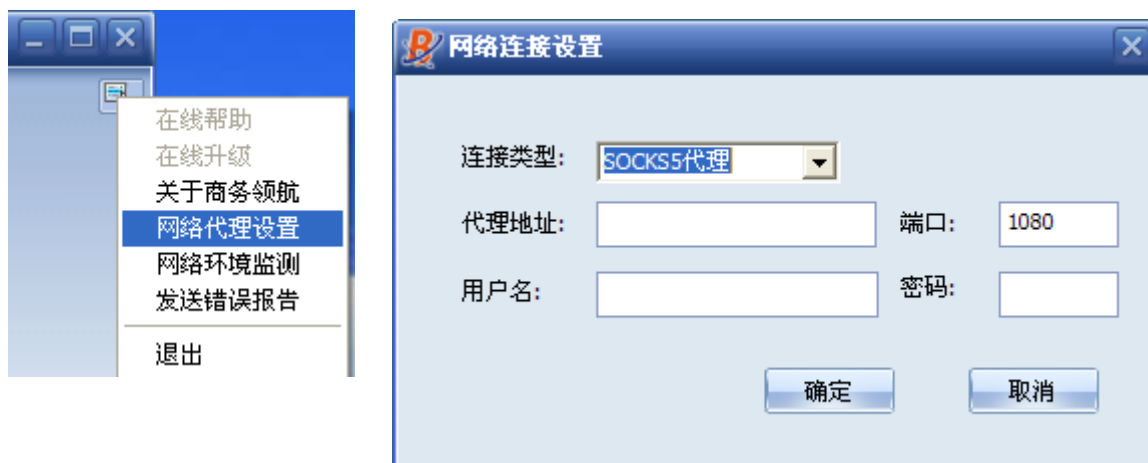 在线帮助
在线升级
关于商务领航
网络代理设置
网络环境监测
发送错误报告
退出
网络连接设置
连接类型: SOCKS5代理
代理地址: 端口: 1080
用户名: 密码:
确定 取消